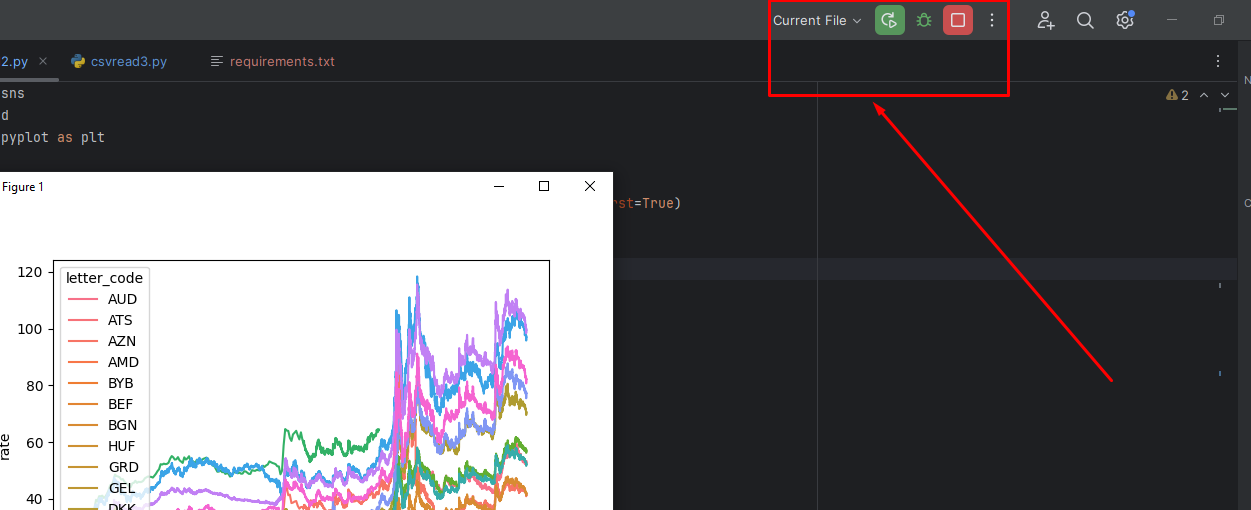 Current File
2.py csvread3.py requirements.txt
sns
d
2
pyplot as plt
Figure 1
rst=True)
letter_code
120
AUD
ATS
100
AZN
AMD
80
BYB
BEF
BGN
60
HUF
rate
GRD
GEL
40
DKK